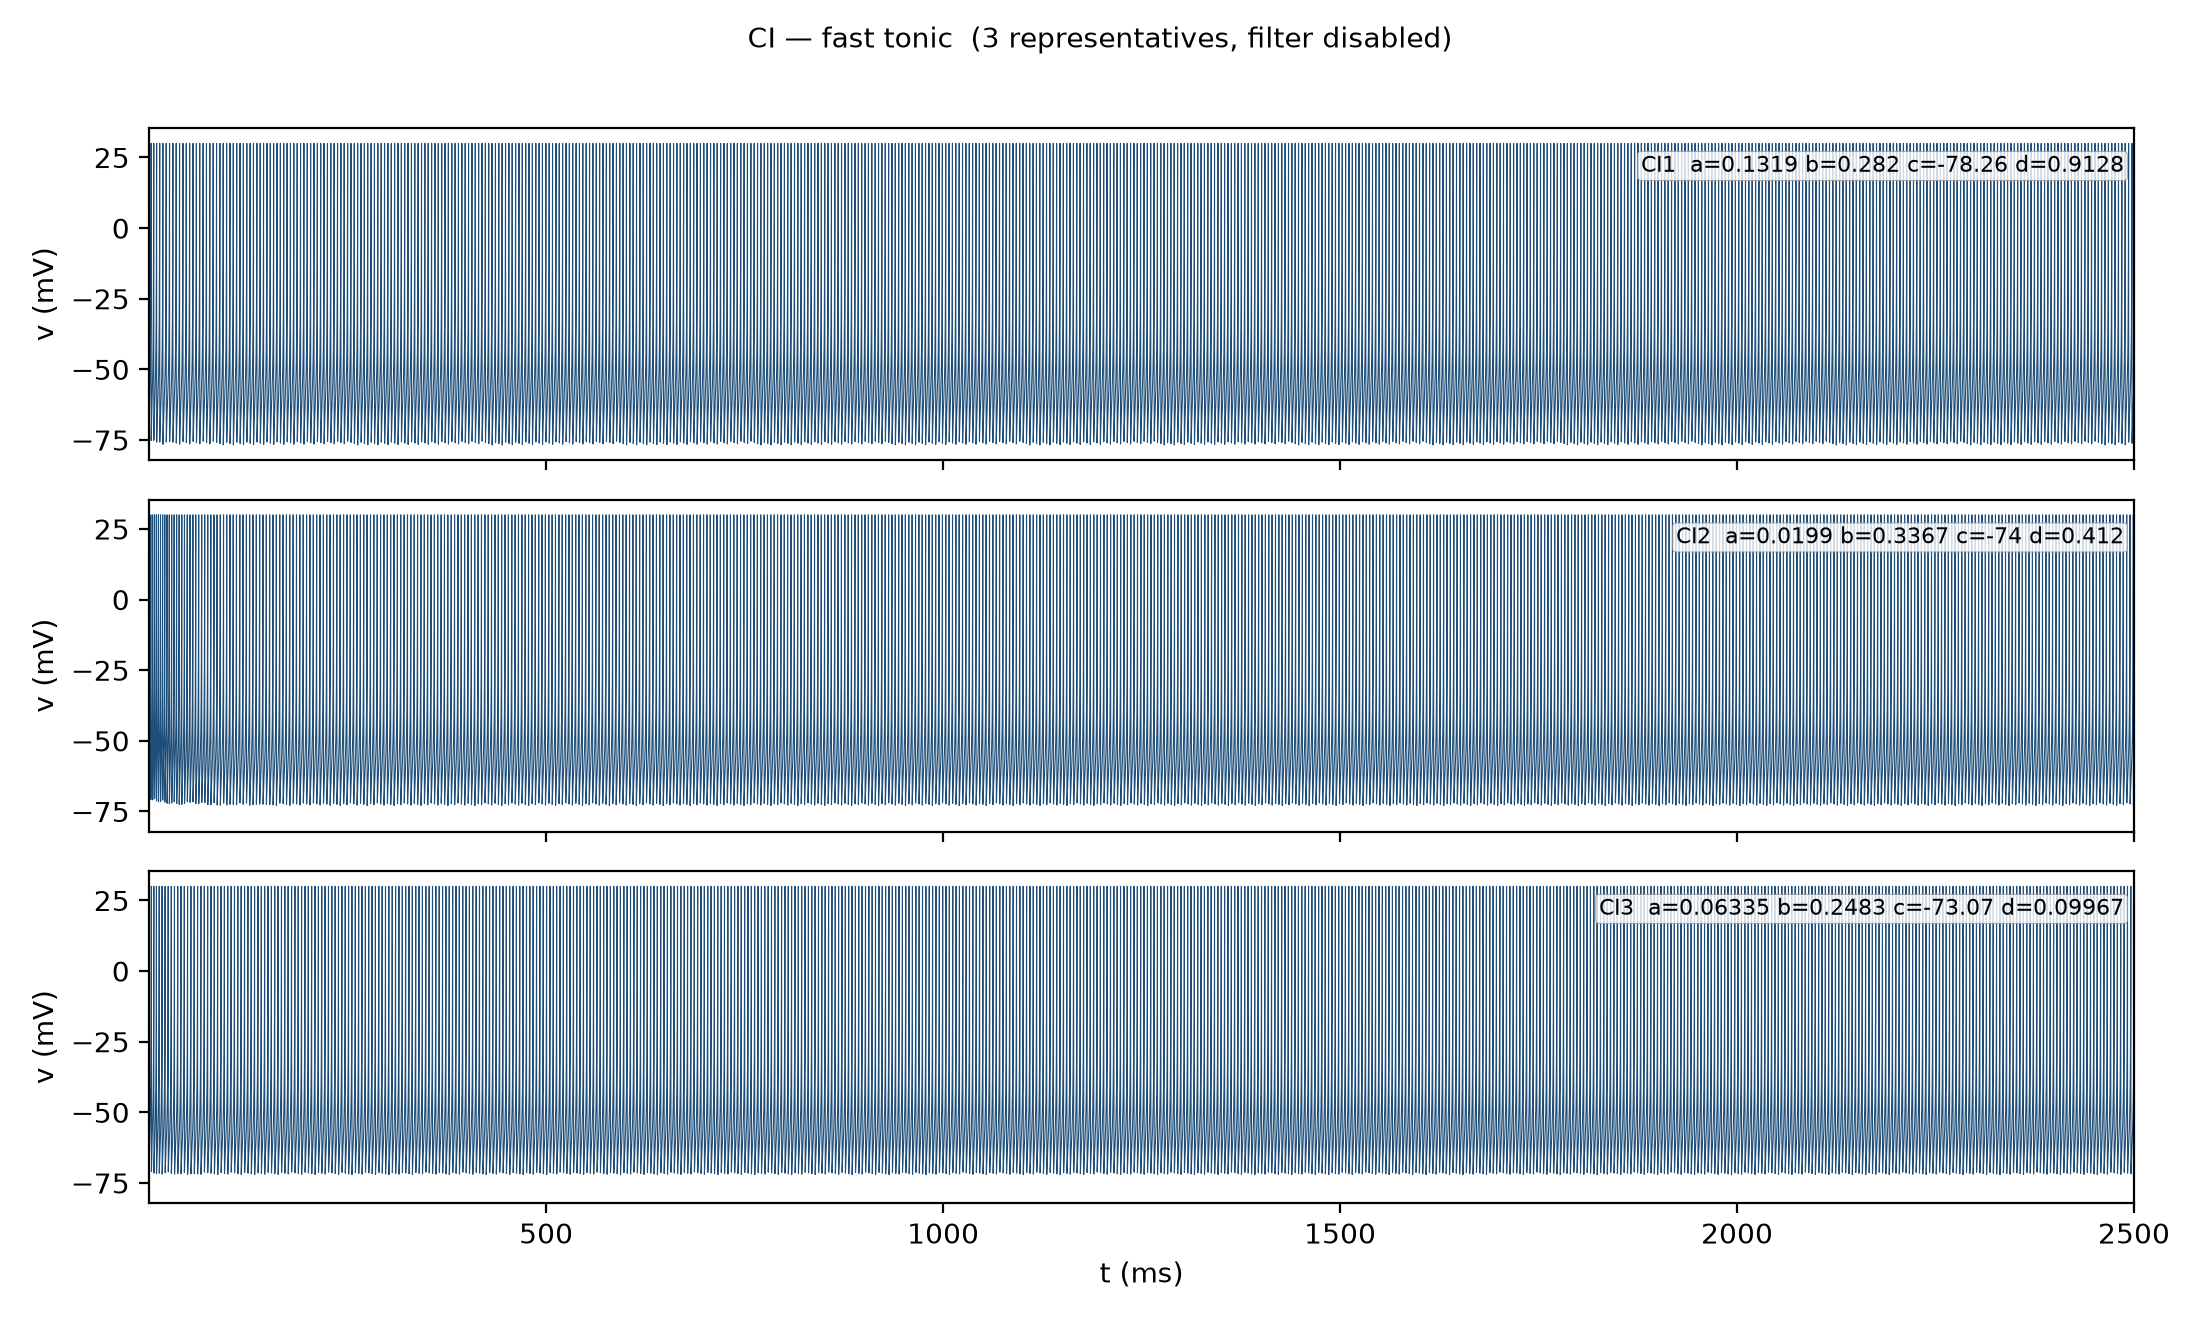 CI — fast tonic  (3 representatives, filter disabled)
25
0
−25
−50
−75
v (mV)
CI1  a=0.1319 b=0.282 c=-78.26 d=0.9128
25
0
−25
−50
−75
v (mV)
CI2  a=0.0199 b=0.3367 c=-74 d=0.412
25
0
−25
−50
−75
v (mV)
CI3  a=0.06335 b=0.2483 c=-73.07 d=0.09967
500 1000 1500 2000 2500
t (ms)